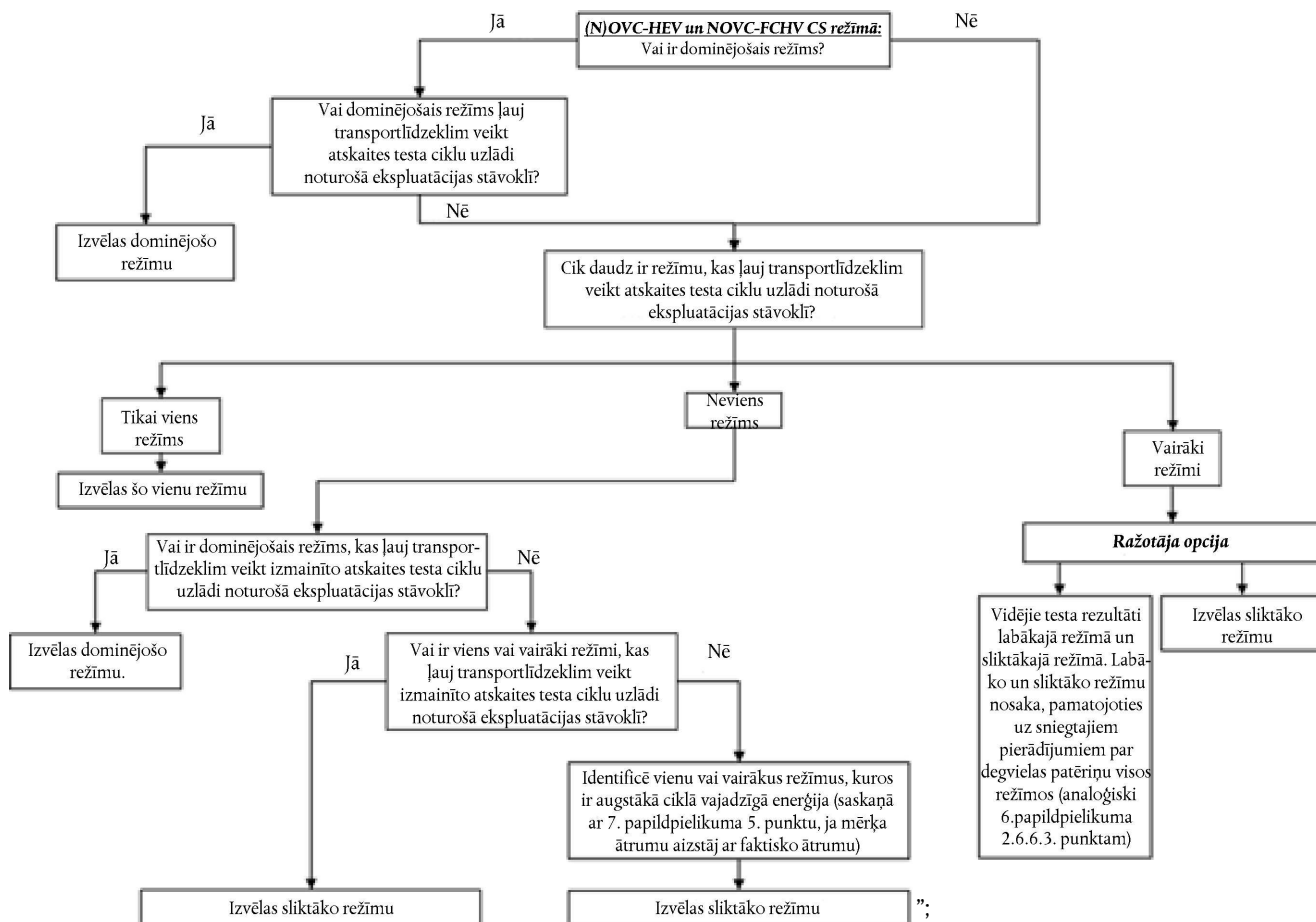 Jā
(N)OVC-HEV un NOVC-FCHV CS režīmā:
Vai ir dominējošais režīms?
Nē
Vai dominējošais režīms ļauj
transportlīdzeklim veikt
atskaites testa ciklu uzlādi
noturošā ekspluatācijas stāvoklī?
Jā
Nē
Izvēlas dominējošo
režīmu
Cik daudz ir režīmu, kas ļauj transportlīdzeklim
veikt atskaites testa ciklu uzlādi noturošā
ekspluatācijas stāvoklī?
Tikai viens
režīms
Neviens
režīms
Vairāki
režīmi
Izvēlas šo vienu režīmu
Ražotāja opcija
Jā
Vai ir dominējošais režīms, kas ļauj transpor-
tlīdzeklim veikt izmainīto atskaites testa ciklu
uzlādi noturošā ekspluatācijas stāvoklī?
Nē
Vidējie testa rezultāti
labākajā režīmā un
sliktākajā režīmā. Labā-
ko un sliktāko režīmu
nosaka, pamatojoties
uz sniegtajiem
pierādījumiem par
degvielas patēriņu visos
režīmos (analoģiski
6.papildpielikuma
2.6.6.3. punktam)
Izvēlas sliktāko
režīmu
Izvēlas dominējošo
režīmu.
Jā
Vai ir viens vai vairāki režīmi, kas
ļauj transportlīdzeklim veikt
izmainīto atskaites testa ciklu uzlādi
noturošā ekspluatācijas stāvoklī?
Nē
Identificē vienu vai vairākus režīmus, kuros
ir augstākā ciklā vajadzīgā enerģija (saskaņā
ar 7. papildpielikuma 5. punktu, ja mērķa
ātrumu aizstāj ar faktisko ātrumu)
Izvēlas sliktāko režīmu
Izvēlas sliktāko režīmu
”;